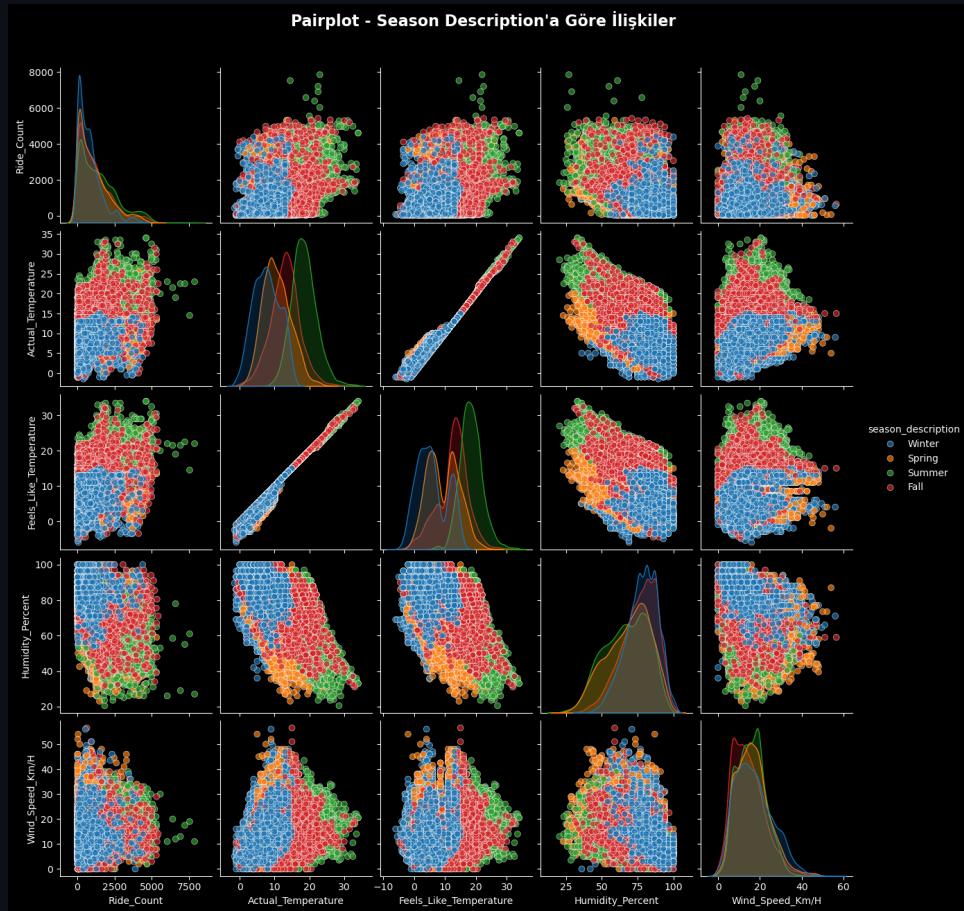 Pairplot - Season Description'a Göre İlişkiler
8000
6000
4000
2000
0
Ride_Count
35
30
25
20
15
10
5
0
Actual_Temperature
30
20
10
0
Feels_Like_Temperature
season_description
Winter
Spring
Summer
Fall
100
80
60
40
20
Humidity_Percent
50
40
30
20
10
0
Wind_Speed_Km/H
0 2500 5000 7500
0 10 20 30
−10 0 10 20 30
25 50 75 100
0 20 40 60
Ride_Count
Actual_Temperature
Feels_Like_Temperature
Humidity_Percent
Wind_Speed_Km/H